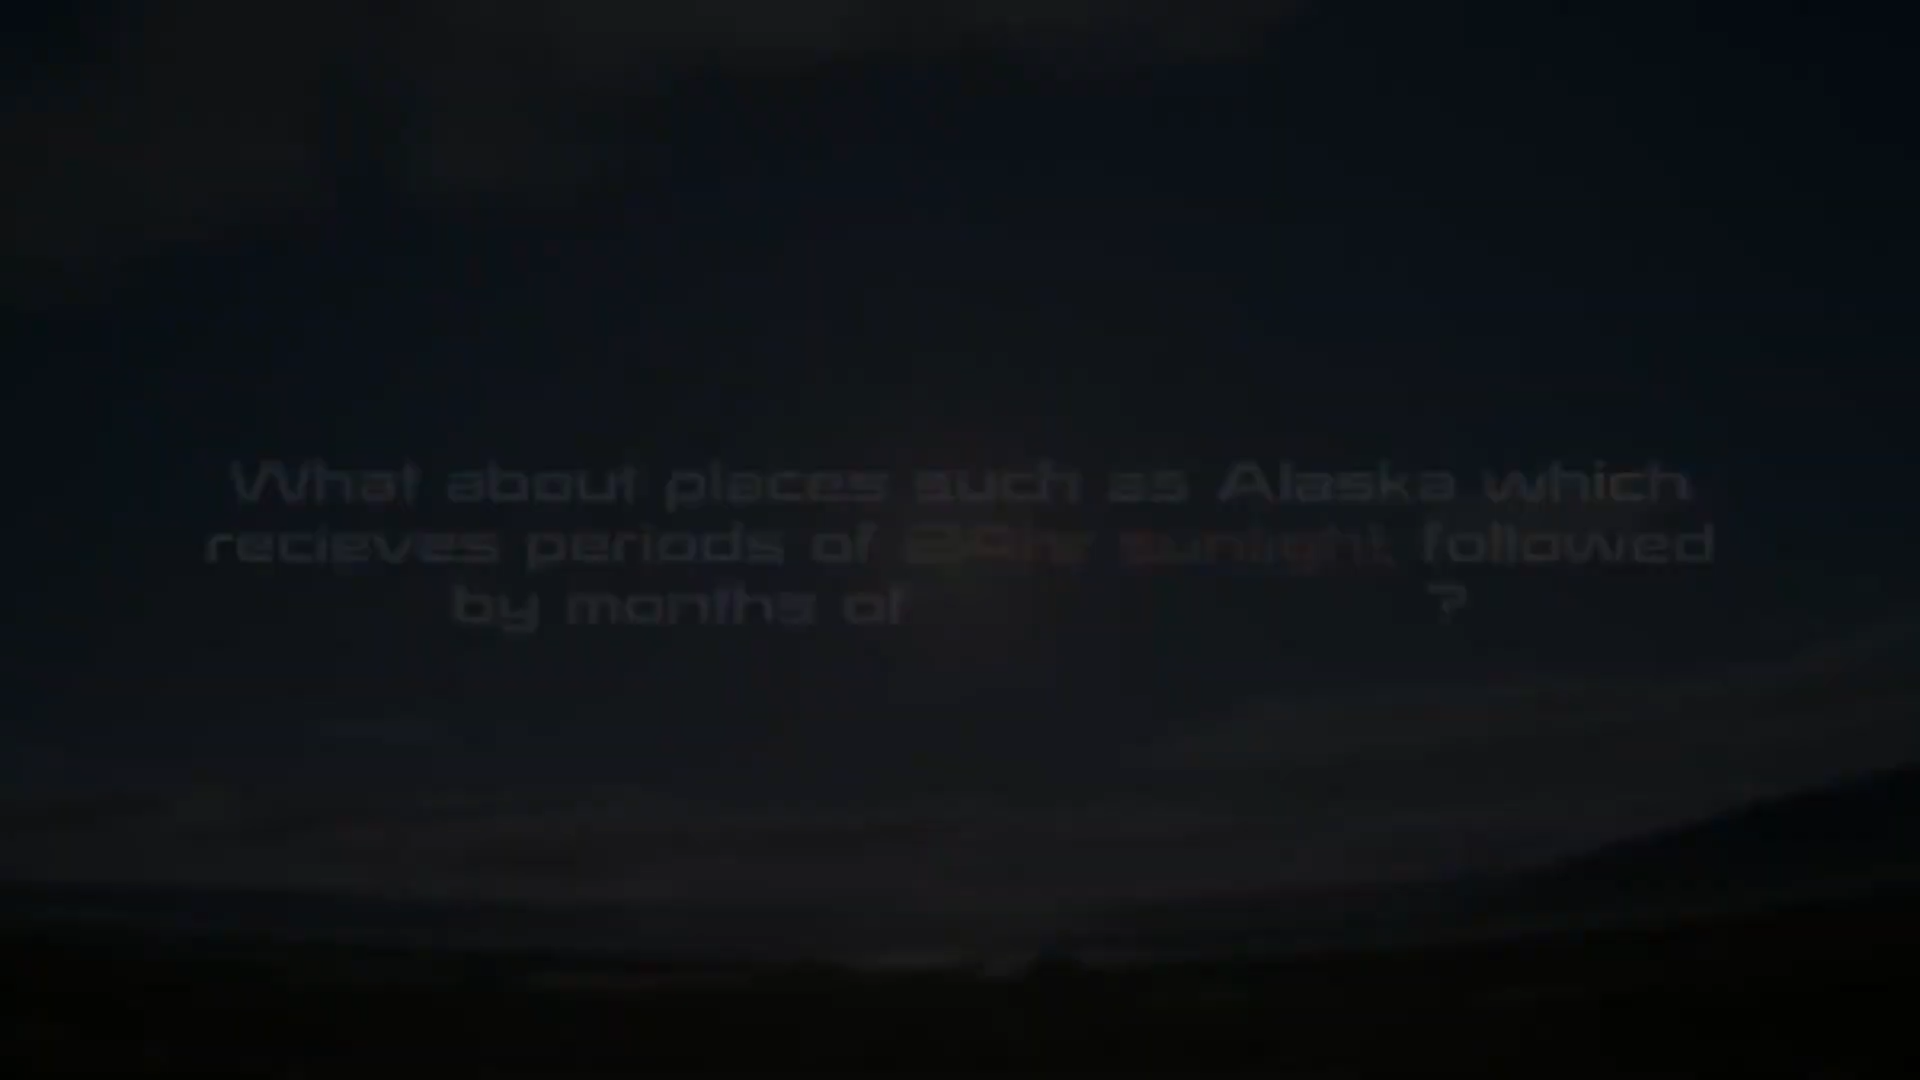 What about places such as Alaska which
recieves periods of 24hr sunlight followed
by months of ?